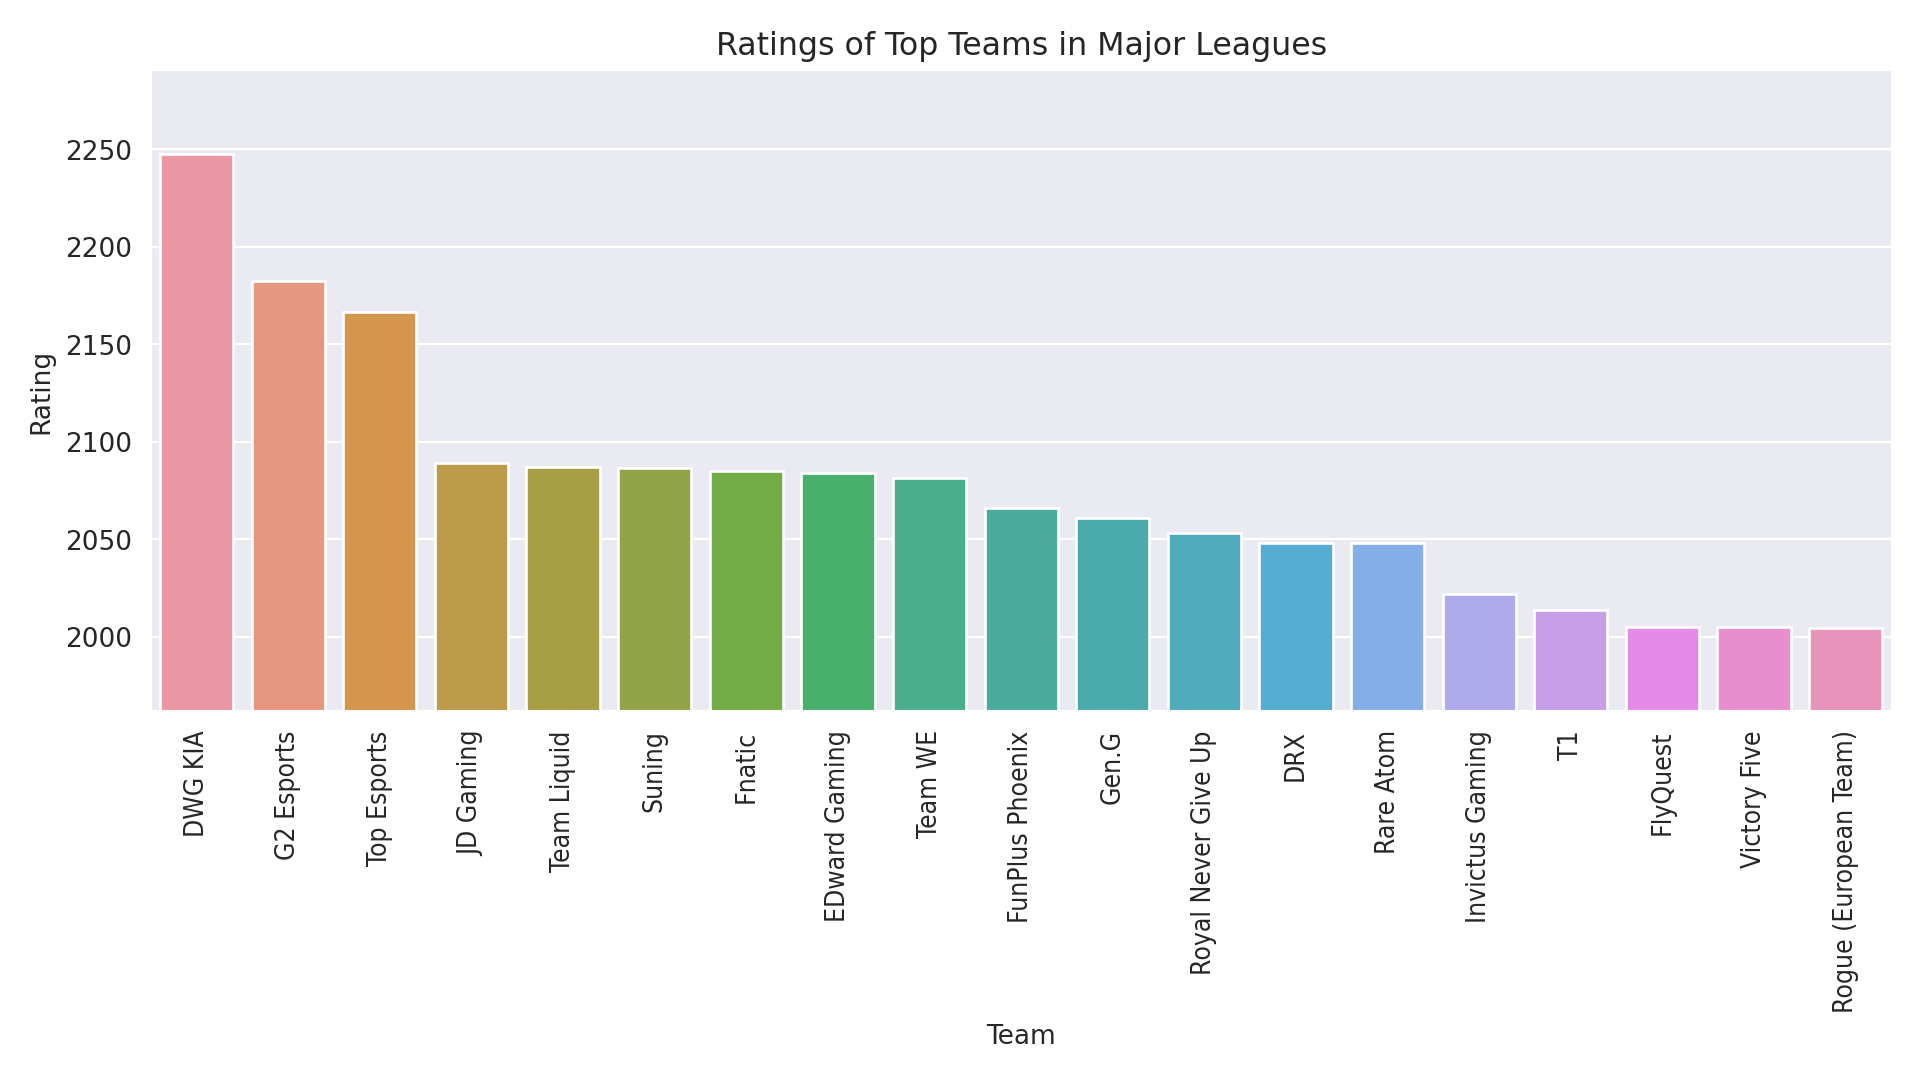 Ratings of Top Teams in Major Leagues
Rating
2250
2200
2150
2100
2050
2000
DWG KIA
G2 Esports
Top Esports
JD Gaming
Team Liquid
Suning
Fnatic
EDward Gaming
Team WE
FunPlus Phoenix
Gen.G
Royal Never Give Up
DRX
Rare Atom
Invictus Gaming
T1
FlyQuest
Victory Five
Rogue (European Team)
Team